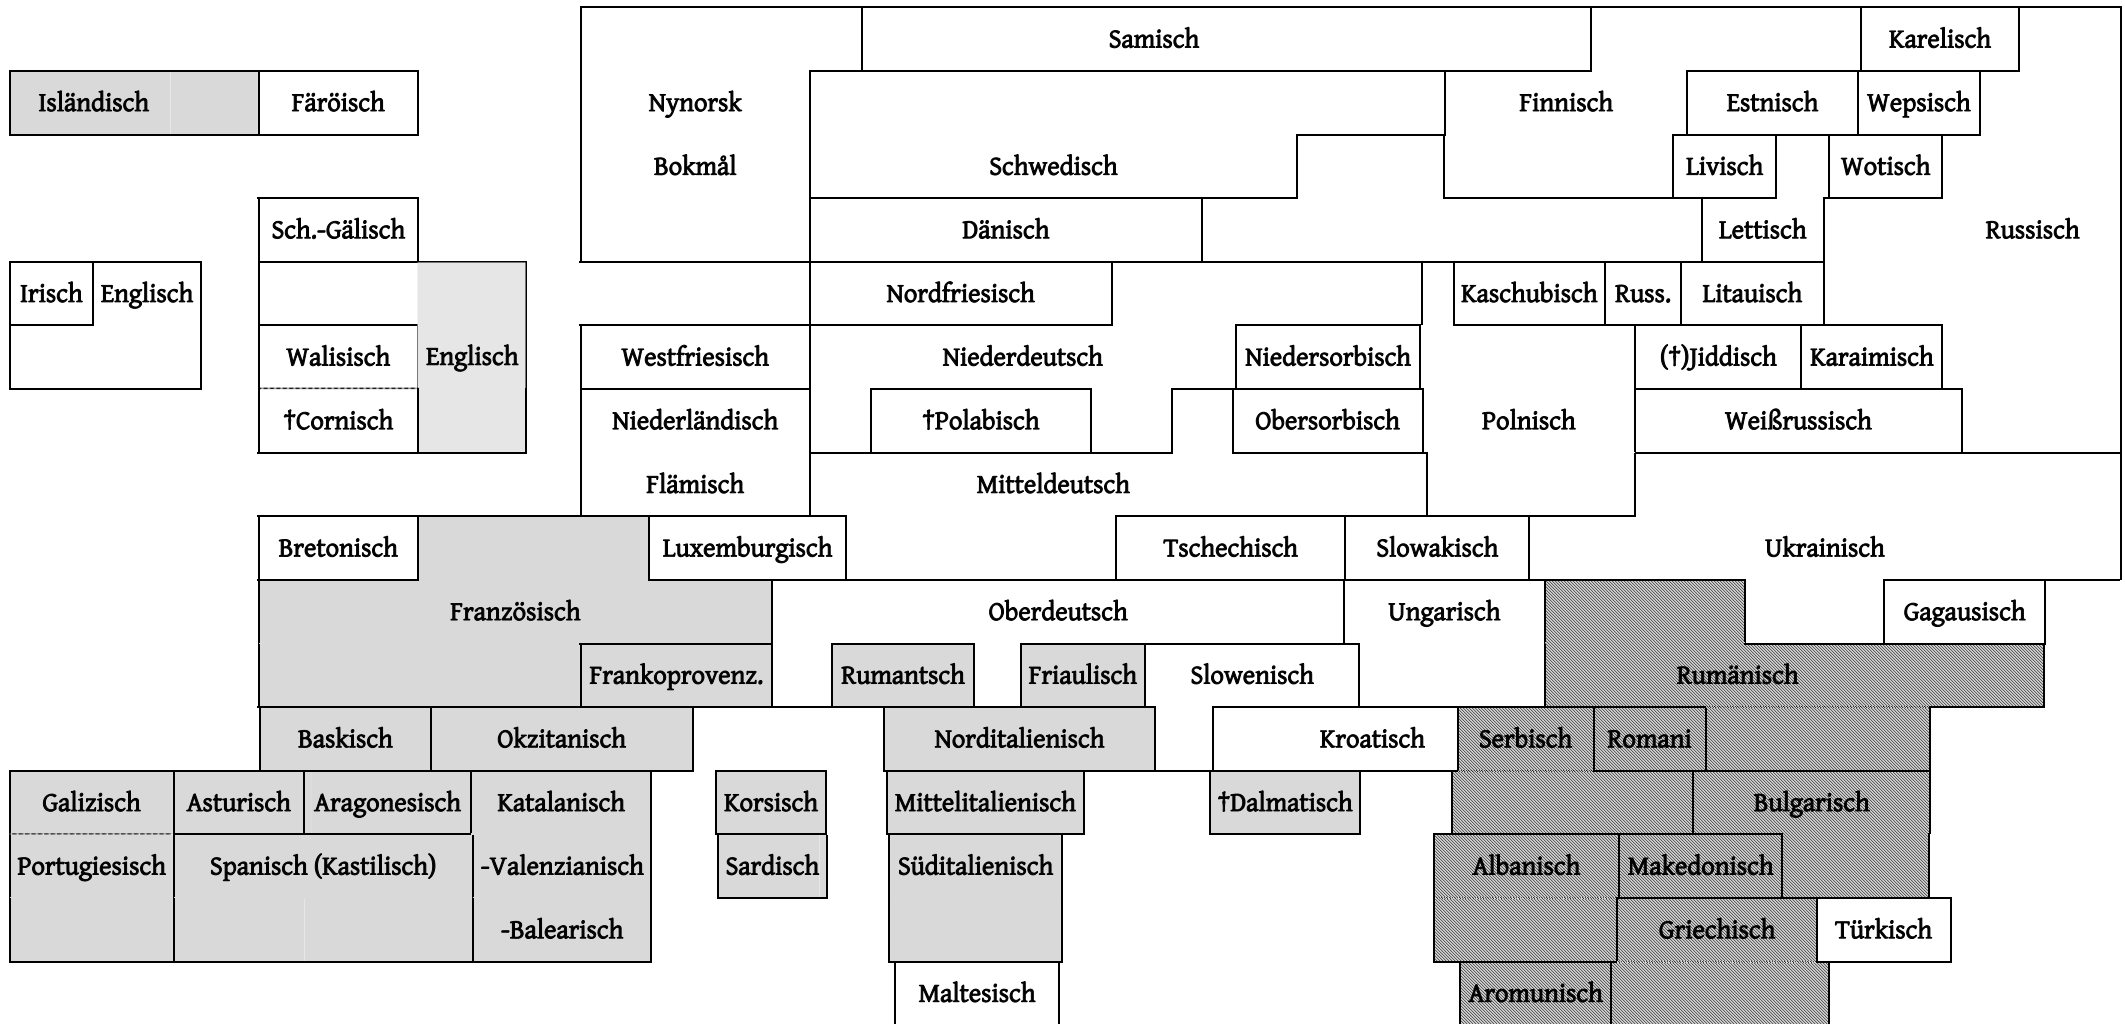 Samisch Karelisch
Isländisch Färöisch Nynorsk Finnisch Estnisch Wepsisch
Bokmål Schwedisch Livisch Wotisch
Sch.-Gälisch Dänisch Lettisch Russisch
Irisch Englisch Nordfriesisch Kaschubisch Russ. Litauisch
Walisisch Englisch Westfriesisch Niederdeutsch Niedersorbisch (†)Jiddisch Karaimisch
†Cornisch Niederländisch †Polabisch Obersorbisch Polnisch Weißrussisch
Flämisch Mitteldeutsch
Bretonisch Luxemburgisch Tschechisch Slowakisch Ukrainisch
Französisch Oberdeutsch Ungarisch Gagausisch
Frankoprovenz. Rumantsch Friaulisch Slowenisch Rumänisch
Baskisch Okzitanisch Norditalienisch Kroatisch Serbisch Romani
Galizisch Asturisch Aragonesisch Katalanisch Korsisch Mittelitalienisch †Dalmatisch Bulgarisch
Portugiesisch Spanisch (Kastilisch) -Valenzianisch Sardisch Süditalienisch Albanisch Makedonisch
-Balearisch Griechisch Türkisch
Maltesisch Aromunisch